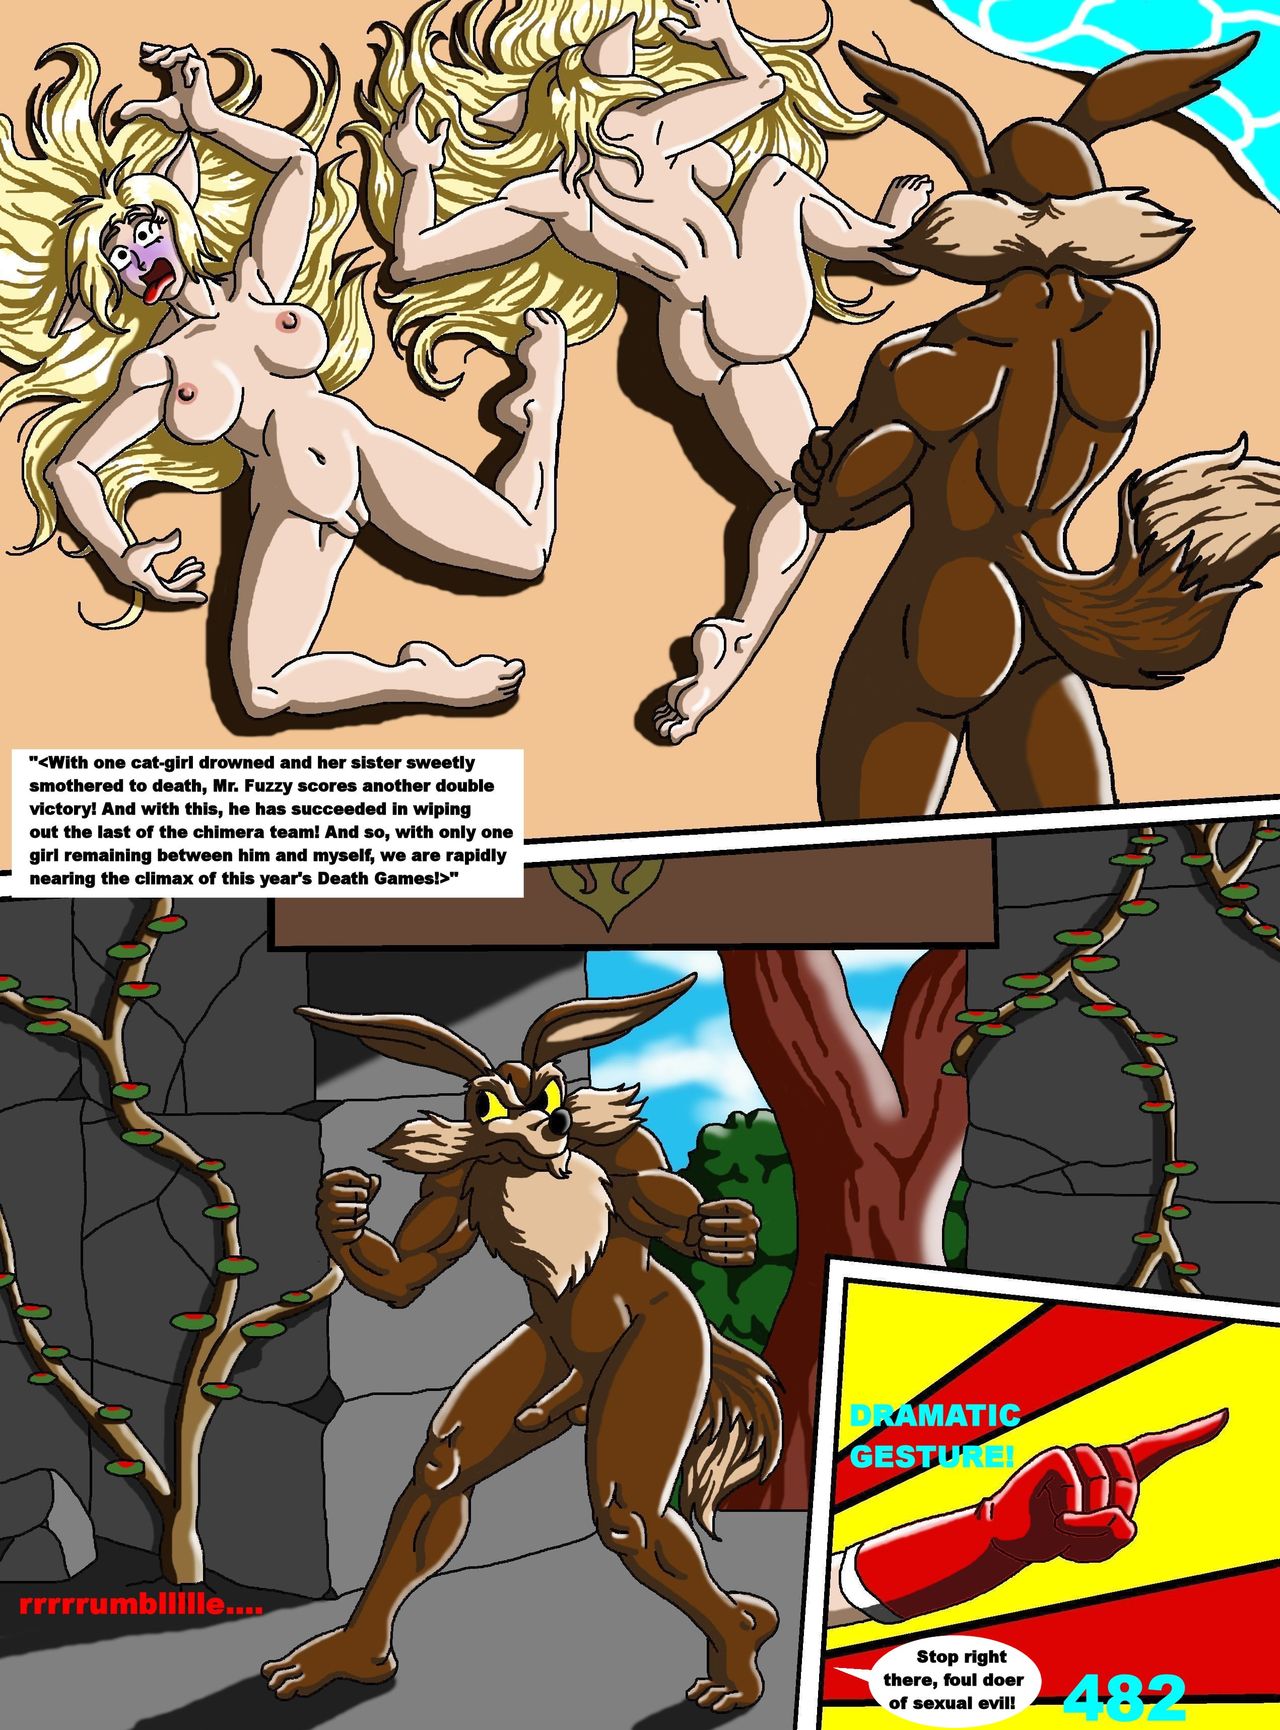 "<With one cat-girl drowned and her sister sweetly
smothered to death, Mr. Fuzzy scores another double
victory! And with this, he has succeeded in wiping
out the last of the chimera team! And so, with only one
girl remaining between him and myself, we are rapidly
nearing the climax of this year's Death Games!>"
DRAMATIC
GESTURE!
rrrrrumblllllle....
Stop right
there, foul doer
of sexual evil!
482